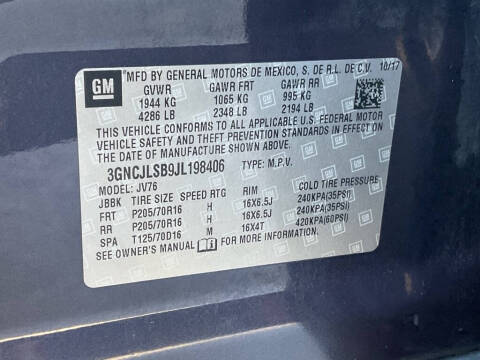 GM
MFD BY GENERAL MOTORS DE MEXICO, S. DE R.L. DE C.V. 10/17
GVWR GAWR FRT GAWR RR
1944 KG 1065 KG 995 KG
4286 LB 2348 LB 2194 LB
THIS VEHICLE CONFORMS TO ALL APPLICABLE U.S. FEDERAL MOTOR
VEHICLE SAFETY AND THEFT PREVENTION STANDARDS IN EFFECT ON
THE DATE OF MANUFACTURE SHOWN ABOVE.
3GNCJLSB9JL198406 TYPE: M.P.V.
MODEL: JV76
JBBK TIRE SIZE SPEED RTG RIM COLD TIRE PRESSURE
FRT P205/70R16 H 16X6.5J 240KPA(35PSI)
RR P205/70R16 H 16X6.5J 240KPA(35PSI)
SPA T125/70D16 M 16X4T 420KPA(60PSI)
SEE OWNER'S MANUAL FOR MORE INFORMATION.